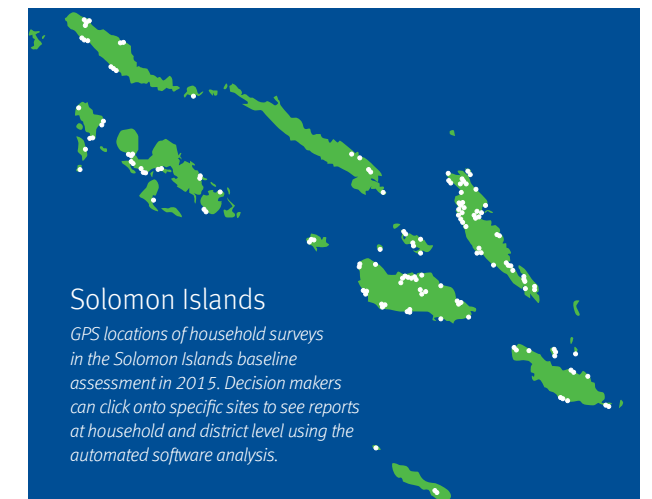 Solomon Islands
GPS locations of household surveys
in the Solomon Islands baseline
assessment in 2015. Decision makers
can click onto specific sites to see reports
at household and district level using the
automated software analysis.